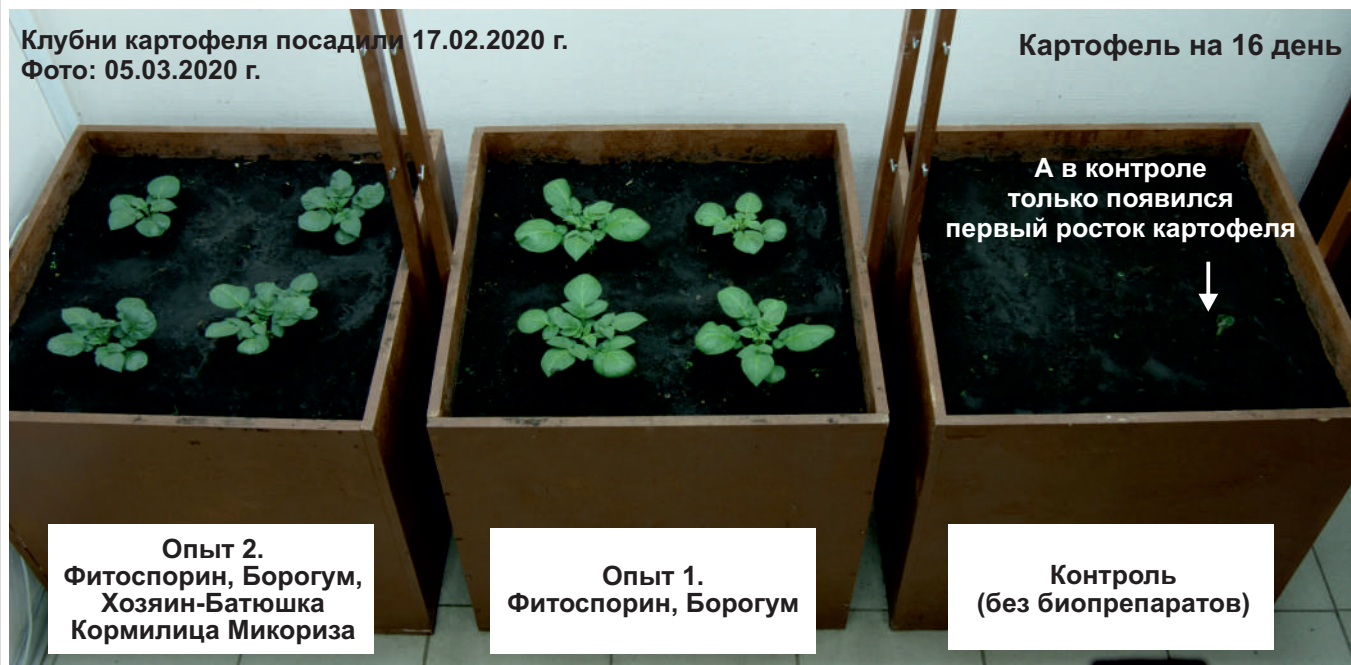 Клубни картофеля посадили 17.02.2020 г.
Фото: 05.03.2020 г.
Картофель на 16 день
А в контроле
только появился
первый росток картофеля
Опыт 2.
Фитоспорин, Борогум,
Хозяин-Батюшка
Кормилица Микориза
Опыт 1.
Фитоспорин, Борогум
Контроль
(без биопрепаратов)